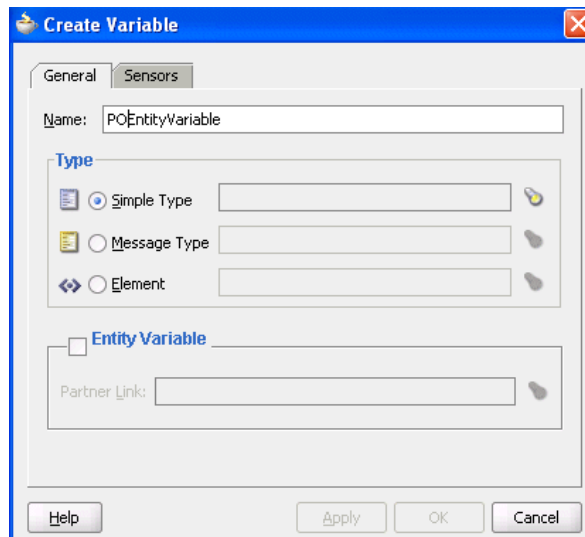 Create Variable
General Sensors
Name: POEntityVariable
Type
Simple Type
Message Type
Element
Entity Variable
Partner Link:
Help Apply OK Cancel